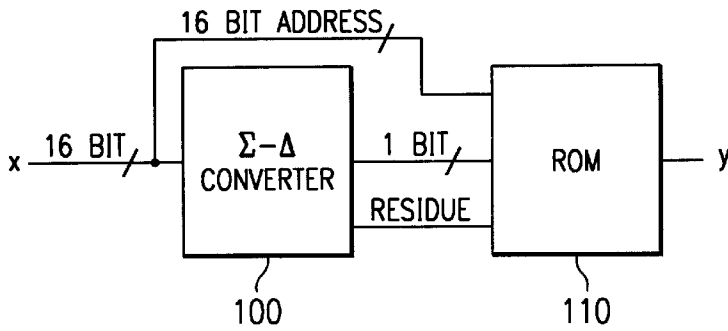 16 BIT ADDRESS
x 16 BIT
Σ-Δ
CONVERTER
1 BIT
RESIDUE
ROM
y
100
110